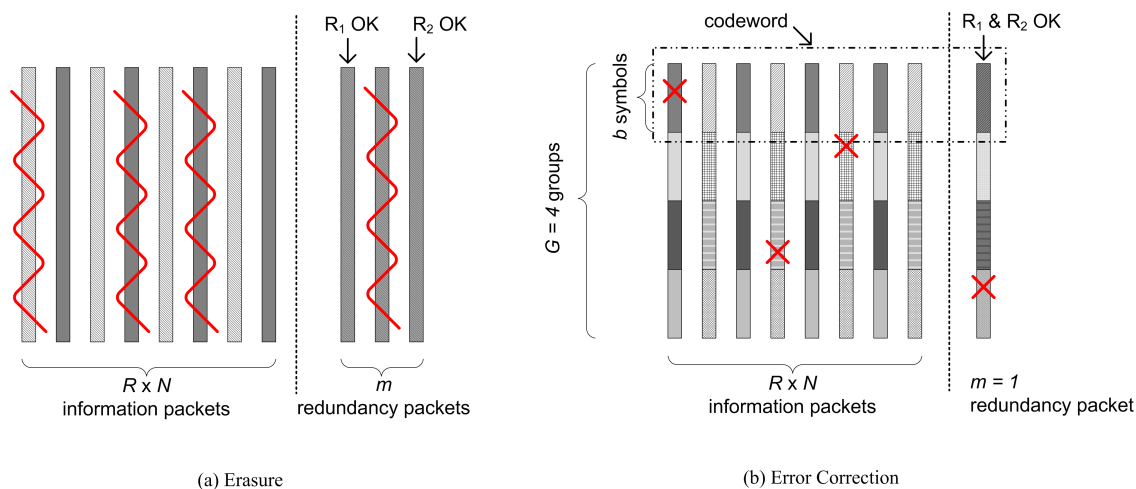 R₁ OK
R₂ OK
R x N
information packets
m
redundancy packets
(a) Erasure
codeword
R₁ & R₂ OK
b symbols
G = 4 groups
R x N
information packets
m = 1
redundancy packet
(b) Error Correction